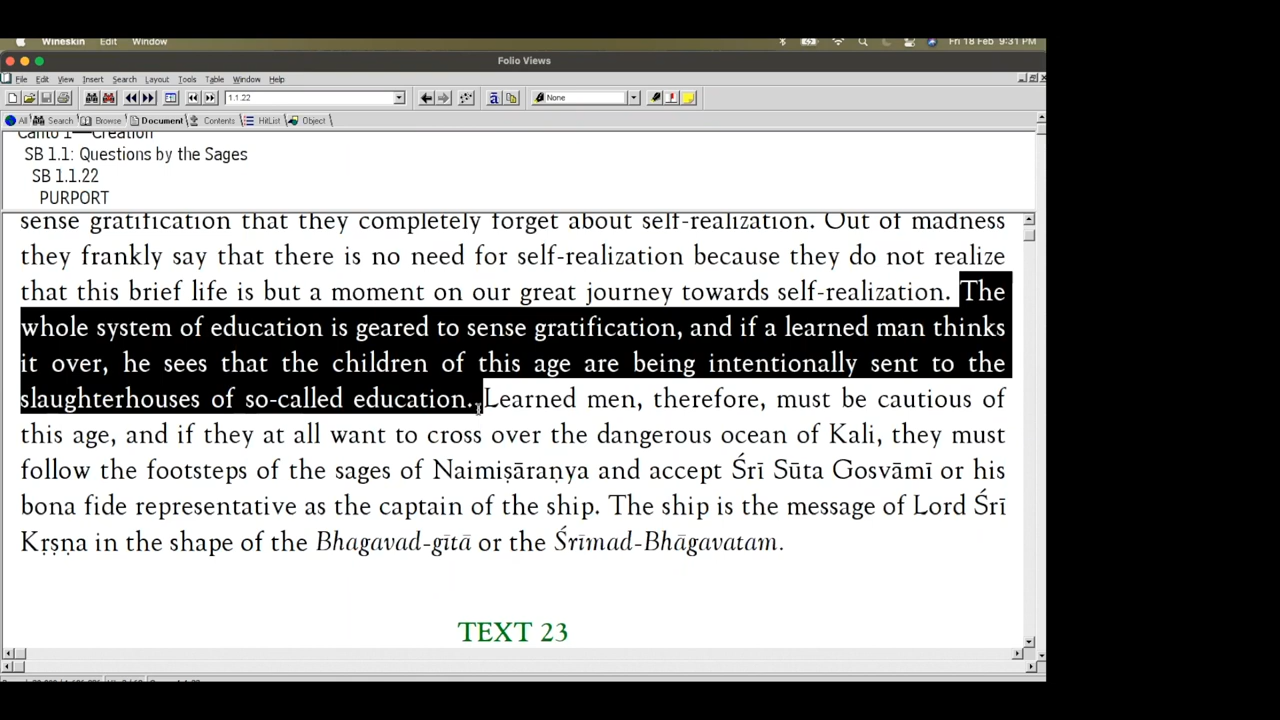 Wineskin Edit Window Fri 18 Feb 9:31 PM
Folio Views
File Edit View Insert Search Layout Tools Table Window Help
1.1.22 None
All Search Browse Document Contents HitList Object
Canto 1—Creation
SB 1.1: Questions by the Sages
SB 1.1.22
PURPORT
sense gratification that they completely forget about self-realization. Out of madness
they frankly say that there is no need for self-realization because they do not realize
that this brief life is but a moment on our great journey towards self-realization. The
whole system of education is geared to sense gratification, and if a learned man thinks
it over, he sees that the children of this age are being intentionally sent to the
slaughterhouses of so-called education. Learned men, therefore, must be cautious of
this age, and if they at all want to cross over the dangerous ocean of Kali, they must
follow the footsteps of the sages of Naimiṣāraṇya and accept Śrī Sūta Gosvāmī or his
bona fide representative as the captain of the ship. The ship is the message of Lord Śrī
Kṛṣṇa in the shape of the Bhagavad-gītā or the Śrīmad-Bhāgavatam.
TEXT 23